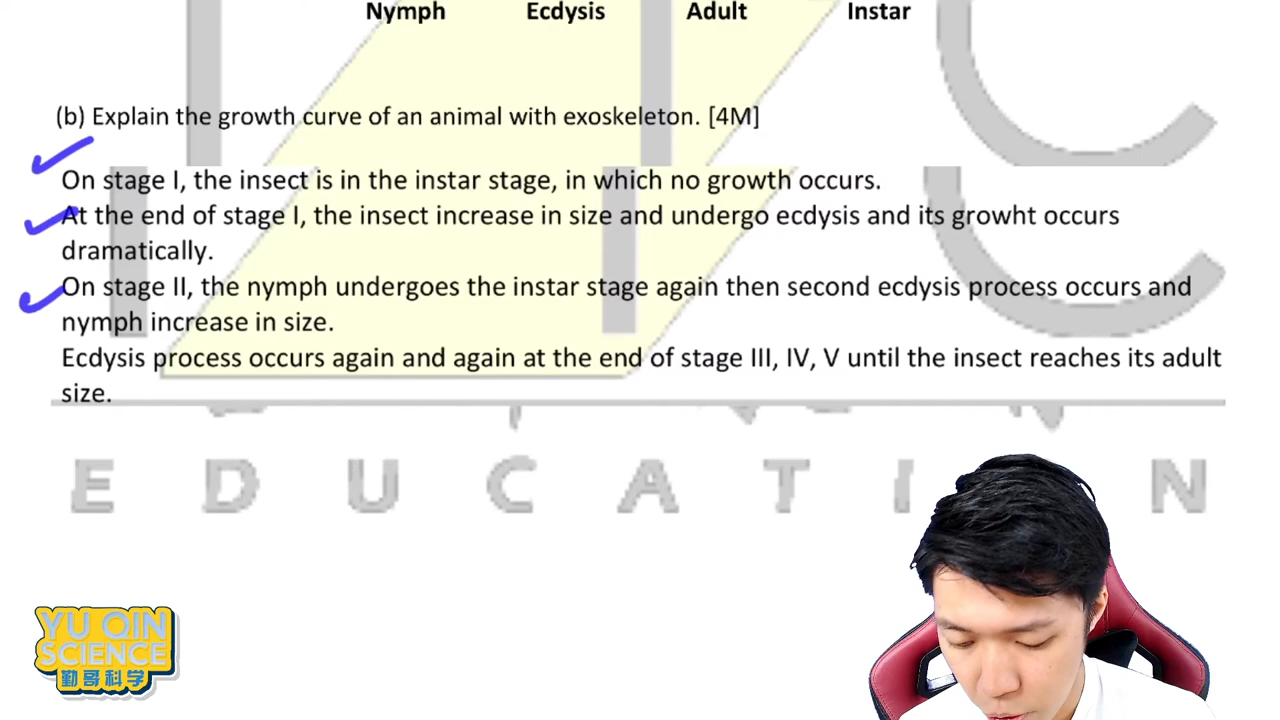 Nymph Ecdysis Adult Instar
(b) Explain the growth curve of an animal with exoskeleton. [4M]
On stage I, the insect is in the instar stage, in which no growth occurs.
At the end of stage I, the insect increase in size and undergo ecdysis and its growht occurs
dramatically.
On stage II, the nymph undergoes the instar stage again then second ecdysis process occurs and
nymph increase in size.
Ecdysis process occurs again and again at the end of stage III, IV, V until the insect reaches its adult
size.
E D U C A T I N
YU QIN
SCIENCE
勤哥科学